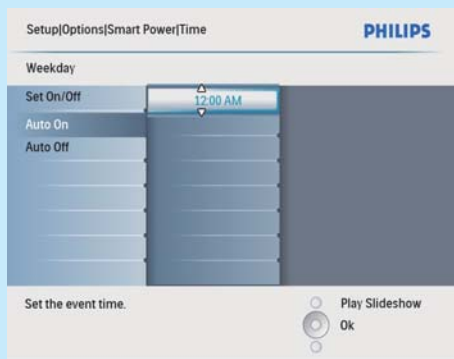 Setup|Options|Smart Power|Time
PHILIPS
Weekday
Set On/Off
12:00 AM
Auto On
Auto Off
Set the event time.
Play Slideshow
Ok